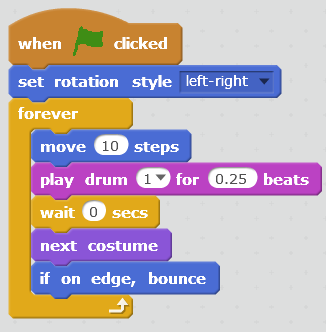 when clicked
set rotation style left-right
forever
move 10 steps
play drum 1 for 0.25 beats
wait 0 secs
next costume
if on edge, bounce